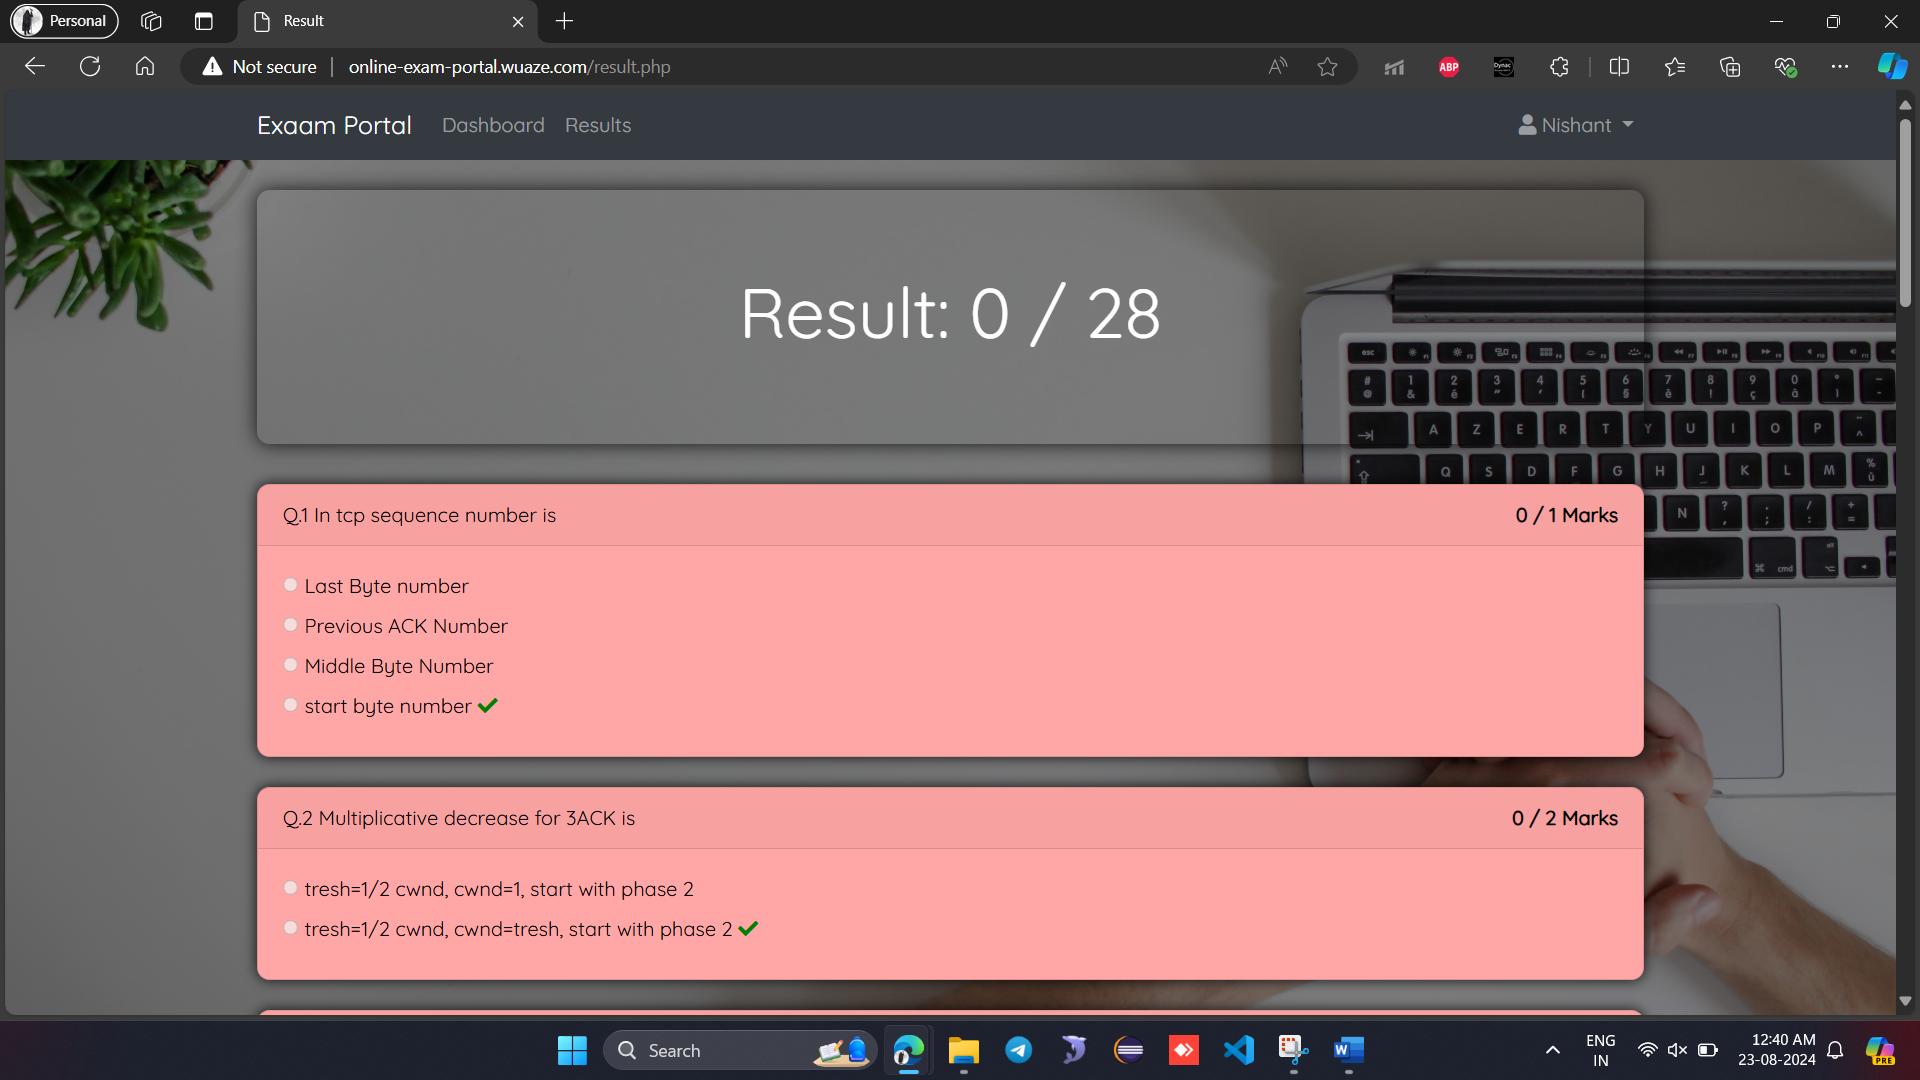 Personal
Result
Not secure
online-exam-portal.wuaze.com/result.php
ABP
Exaam Portal
Dashboard
Results
Nishant
Result: 0 / 28
Q.1 In tcp sequence number is
0 / 1 Marks
Last Byte number
Previous ACK Number
Middle Byte Number
start byte number
Q.2 Multiplicative decrease for 3ACK is
0 / 2 Marks
tresh=1/2 cwnd, cwnd=1, start with phase 2
tresh=1/2 cwnd, cwnd=tresh, start with phase 2
esc
A Z E R T Y U I O P
Q S D F G H J K L M
N
cmd
Search
ENG
IN
12:40 AM
23-08-2024
PRE